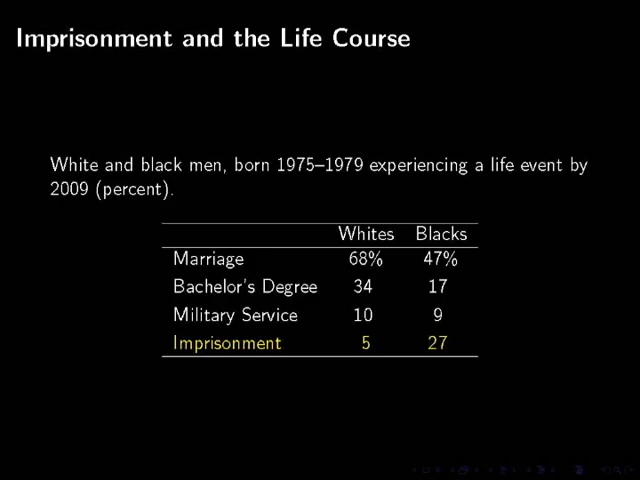 Imprisonment and the Life Course
White and black men, born 1975–1979 experiencing a life event by
2009 (percent).
Whites Blacks
Marriage 68% 47%
Bachelor's Degree 34 17
Military Service 10 9
Imprisonment 5 27